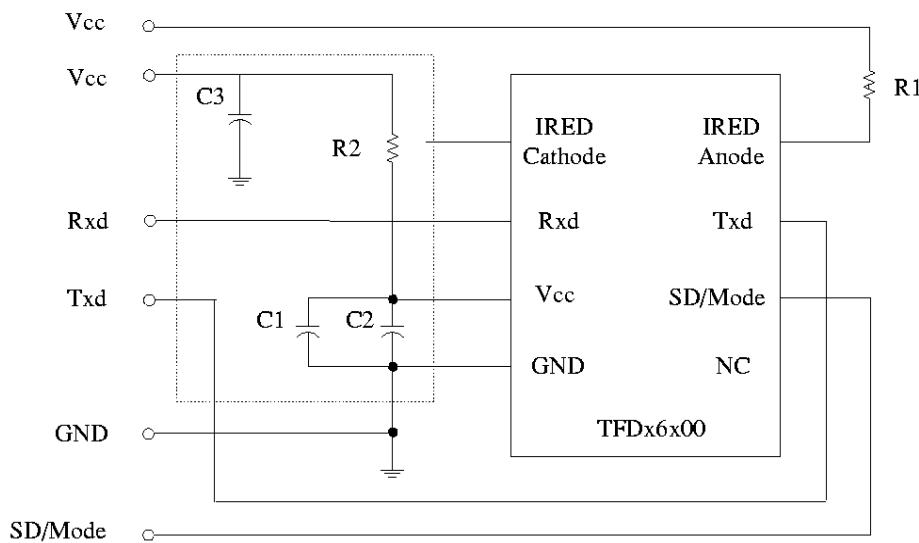 Vcc
Vcc
C3
R1
R2
IRED
Cathode
IRED
Anode
Rxd
Rxd
Txd
Txd
Vcc
SD/Mode
C1
C2
GND
NC
TFDx6x00
GND
SD/Mode